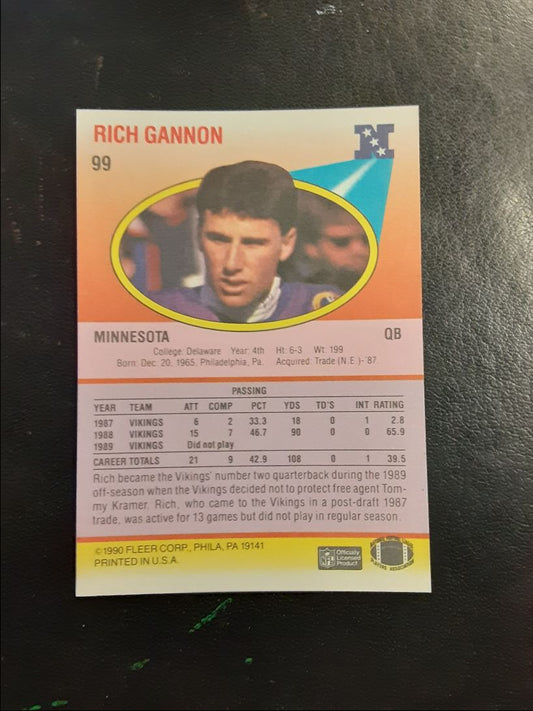 RICH GANNON
99
N
MINNESOTA QB
College: Delaware Year: 4th Ht: 6-3 Wt: 199
Born: Dec. 20, 1965, Philadelphia, Pa. Acquired: Trade (N.E.)-'87
PASSING
YEAR TEAM ATT COMP PCT YDS TD'S INT RATING
1987 VIKINGS 6 2 33.3 18 0 1 2.8
1988 VIKINGS 15 7 46.7 90 0 0 65.9
1989 VIKINGS Did not play
CAREER TOTALS 21 9 42.9 108 0 1 39.5
Rich became the Vikings' number two quarterback during the 1989
off-season when the Vikings decided not to protect free agent Tom-
my Kramer. Rich, who came to the Vikings in a post-draft 1987
trade, was active for 13 games but did not play in regular season.
©1990 FLEER CORP., PHILA, PA 19141
PRINTED IN U.S.A.
NFL
Officially
Licensed
Product